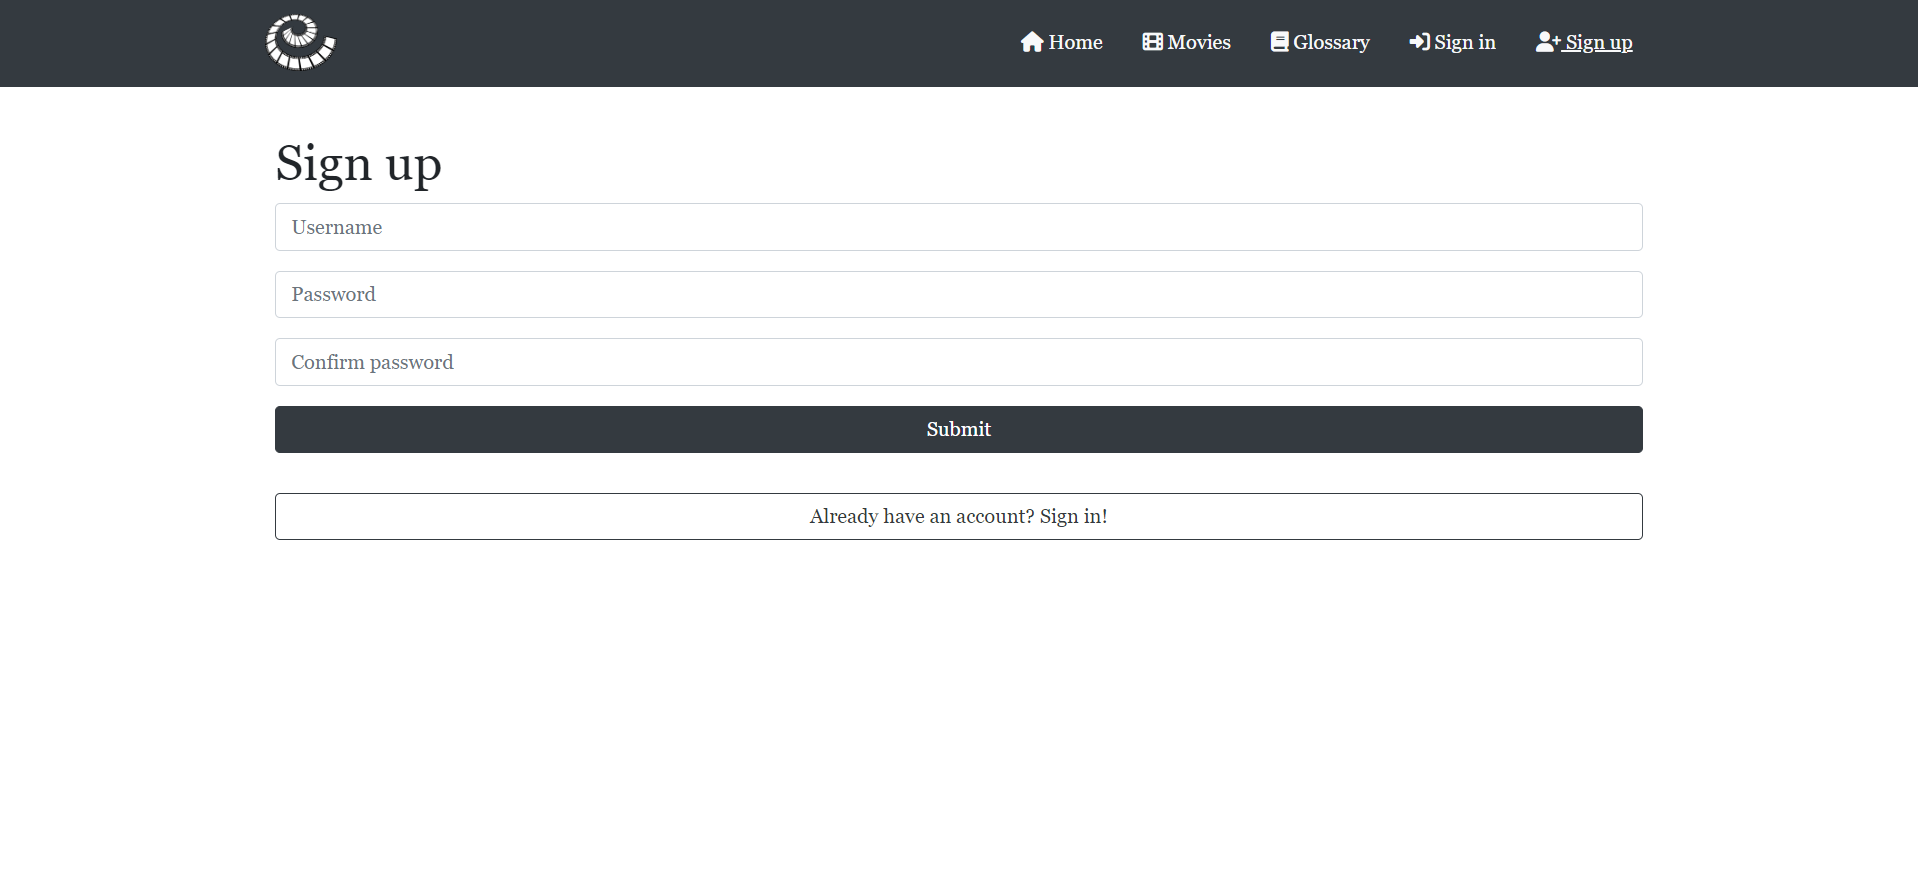 Home Movies Glossary Sign in Sign up
Sign up
Username
Password
Confirm password
Submit
Already have an account? Sign in!